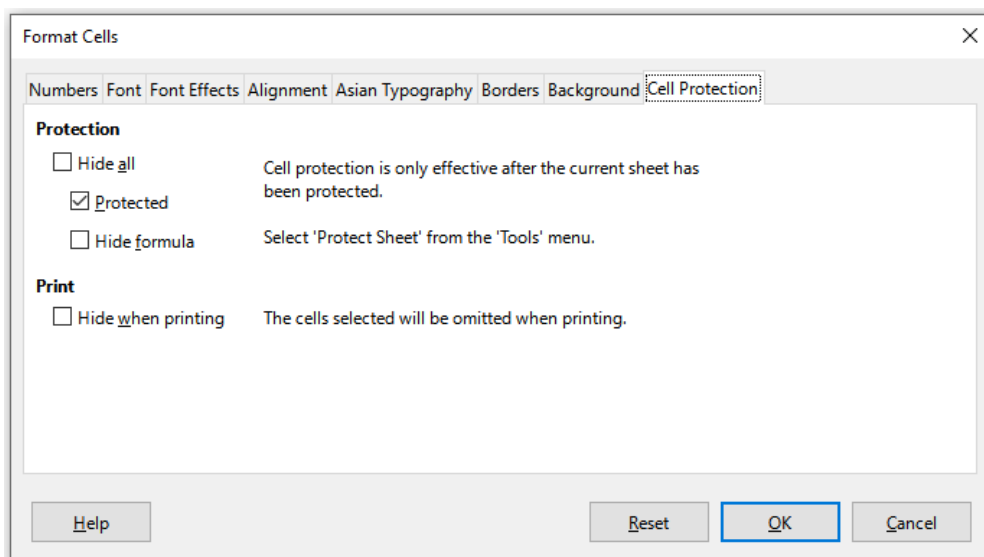 Format Cells
Numbers Font Font Effects Alignment Asian Typography Borders Background Cell Protection
Protection
Hide all
Cell protection is only effective after the current sheet has
been protected.
Protected
Hide formula
Select 'Protect Sheet' from the 'Tools' menu.
Print
Hide when printing
The cells selected will be omitted when printing.
Help
Reset
OK
Cancel